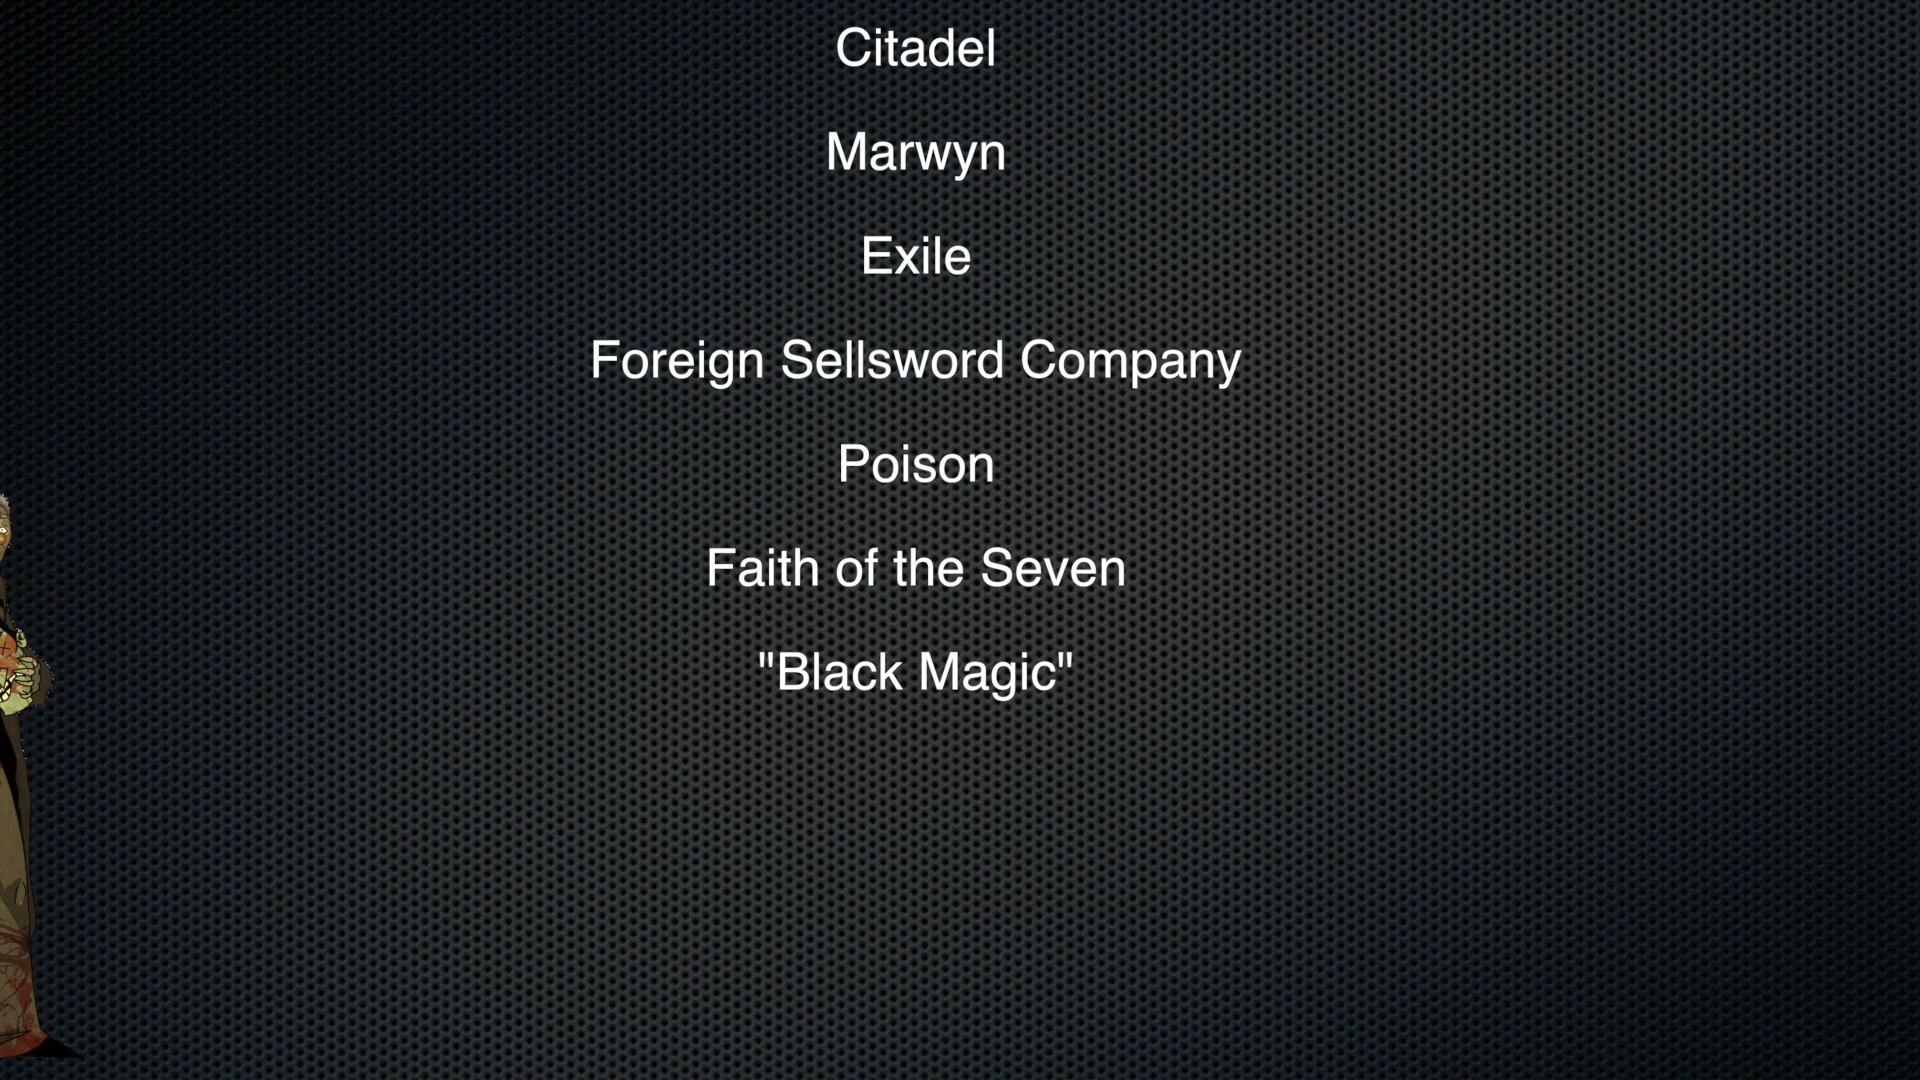 Citadel
Marwyn
Exile
Foreign Sellsword Company
Poison
Faith of the Seven
"Black Magic"